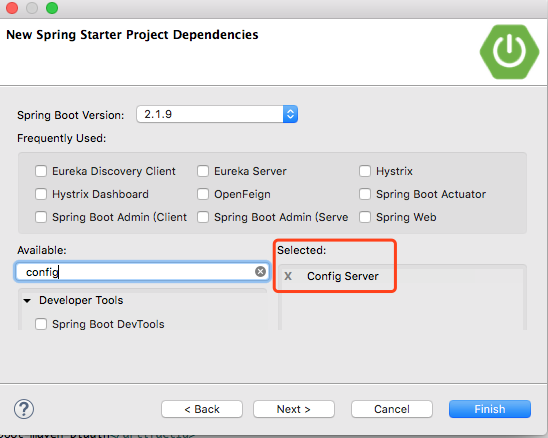 New Spring Starter Project Dependencies
Spring Boot Version: 2.1.9
Frequently Used:
Eureka Discovery Client Eureka Server Hystrix
Hystrix Dashboard OpenFeign Spring Boot Actuator
Spring Boot Admin (Client Spring Boot Admin (Serve Spring Web
Available: Selected:
config X Config Server
Developer Tools
Spring Boot DevTools
? < Back Next > Cancel Finish